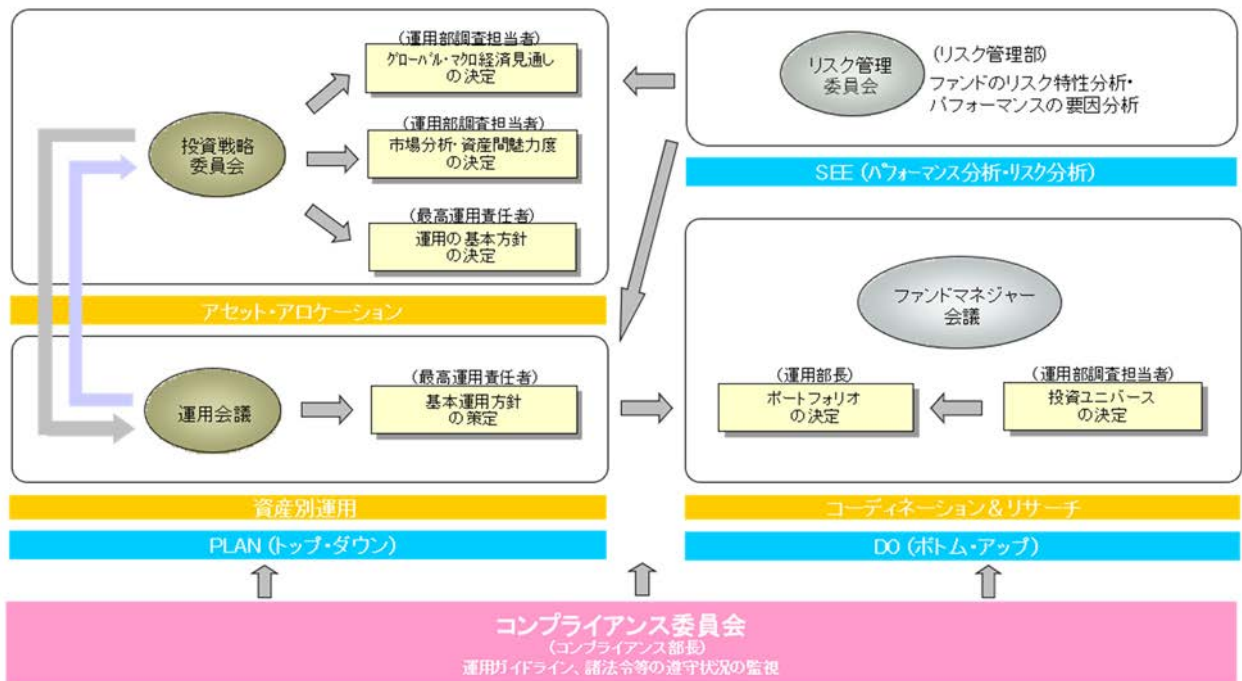 (運用部調査担当者)
グローバル・マクロ経済見通し
の決定
投資戦略
委員会
(運用部調査担当者)
市場分析・資産間魅力度
の決定
(最高運用責任者)
運用の基本方針
の決定
アセット・アロケーション
リスク管理
委員会
(リスク管理部)
ファンドのリスク特性分析・
パフォーマンスの要因分析
SEE (パフォーマンス分析・リスク分析)
運用会議
(最高運用責任者)
基本運用方針
の策定
資産別運用
PLAN (トップ・ダウン)
ファンドマネジャー
会議
(運用部長)
ポートフォリオ
の決定
(運用部調査担当者)
投資ユニバース
の決定
コーディネーション&リサーチ
DO (ボトム・アップ)
コンプライアンス委員会
(コンプライアンス部長)
運用ガイドライン、諸法令等の遵守状況の監視